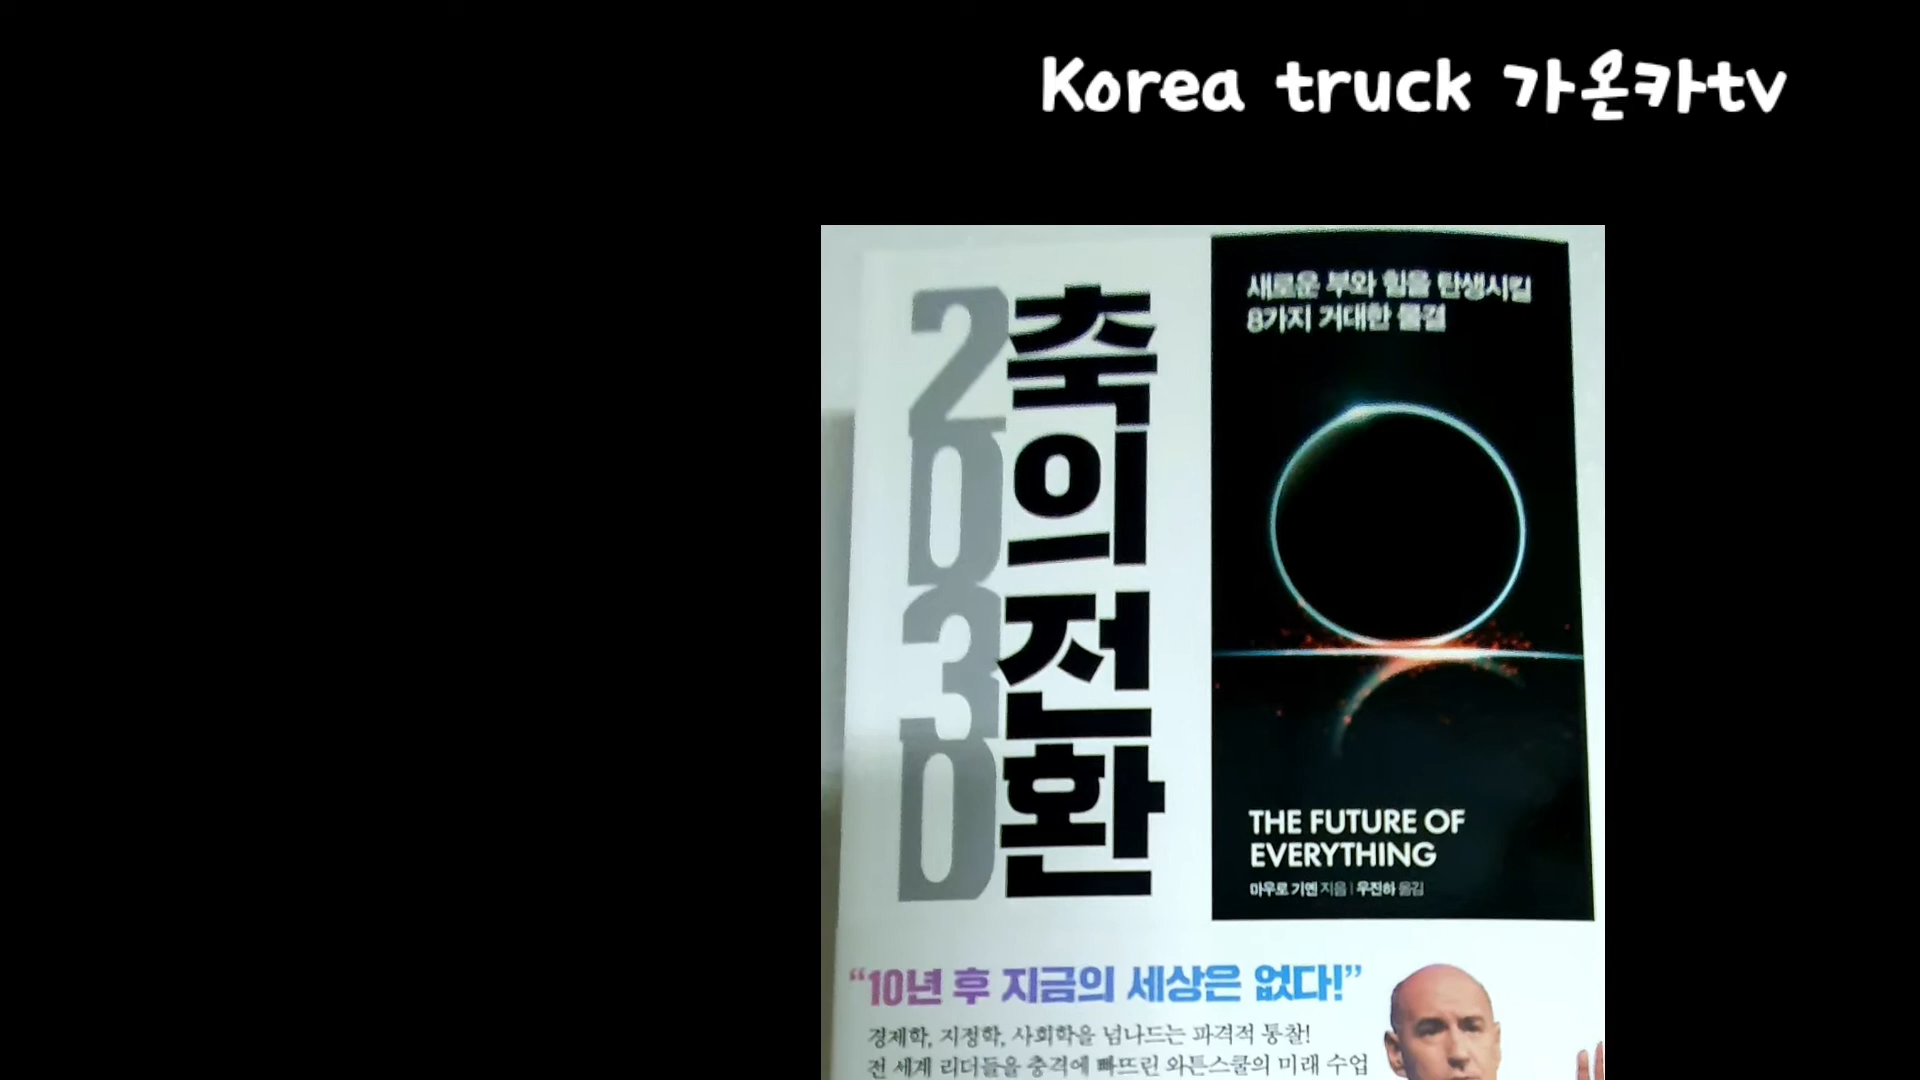 Korea truck 가온카tv
2030
축의 전환
새로운 부와 힘을 탄생시킬
8가지 거대한 물결
THE FUTURE OF
EVERYTHING
마우로 기옌 지음 | 우진하 옮김
“10년 후 지금의 세상은 없다!”
경제학, 지정학, 사회학을 넘나드는 파격적 통찰!
전 세계 리더들을 충격에 빠뜨린 와튼스쿨의 미래 수업